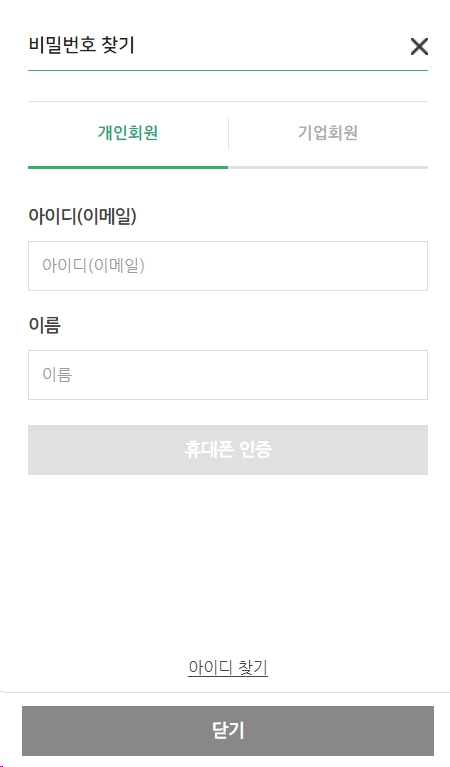 비밀번호 찾기
개인회원 기업회원
아이디(이메일)
아이디(이메일)
이름
이름
휴대폰 인증
아이디 찾기
닫기